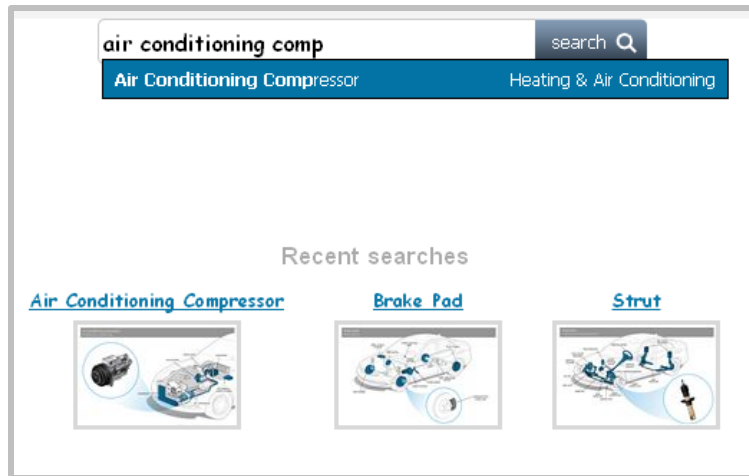 air conditioning comp
search
Air Conditioning Compressor Heating & Air Conditioning
Recent searches
Air Conditioning Compressor Brake Pad Strut